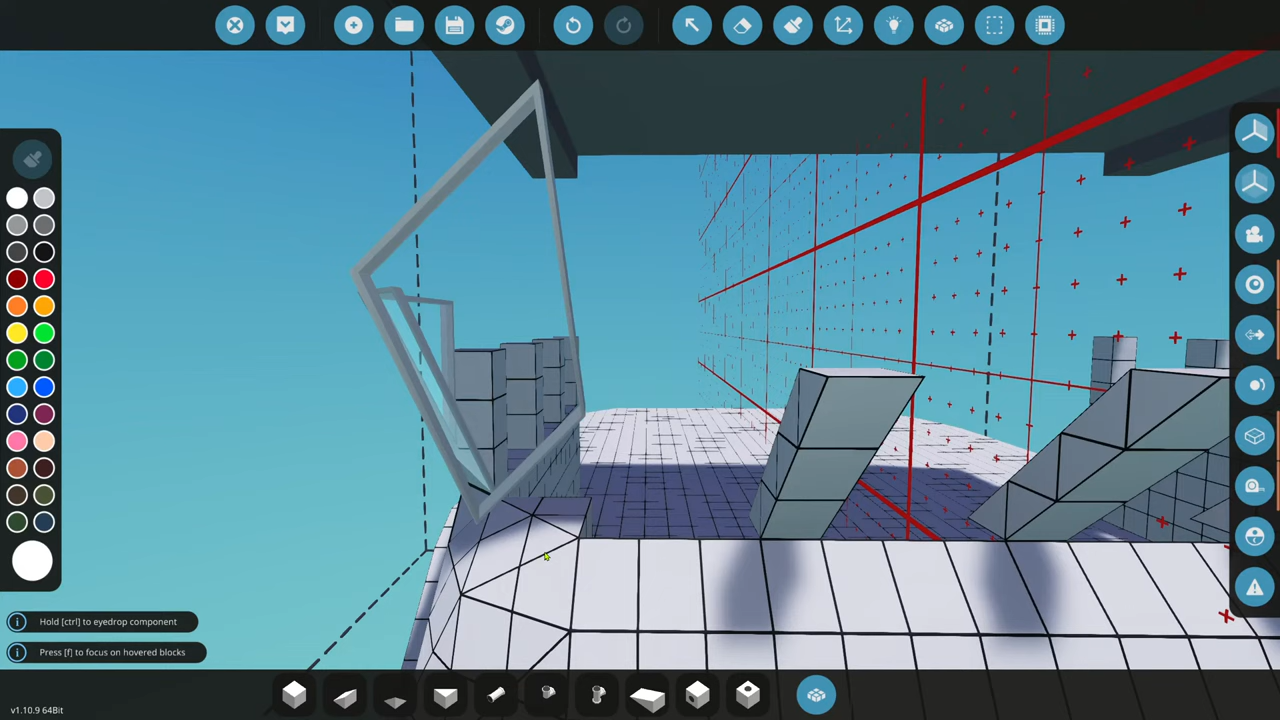 Hold [ctrl] to eyedrop component
Press [f] to focus on hovered blocks
v1.10.9 64Bit